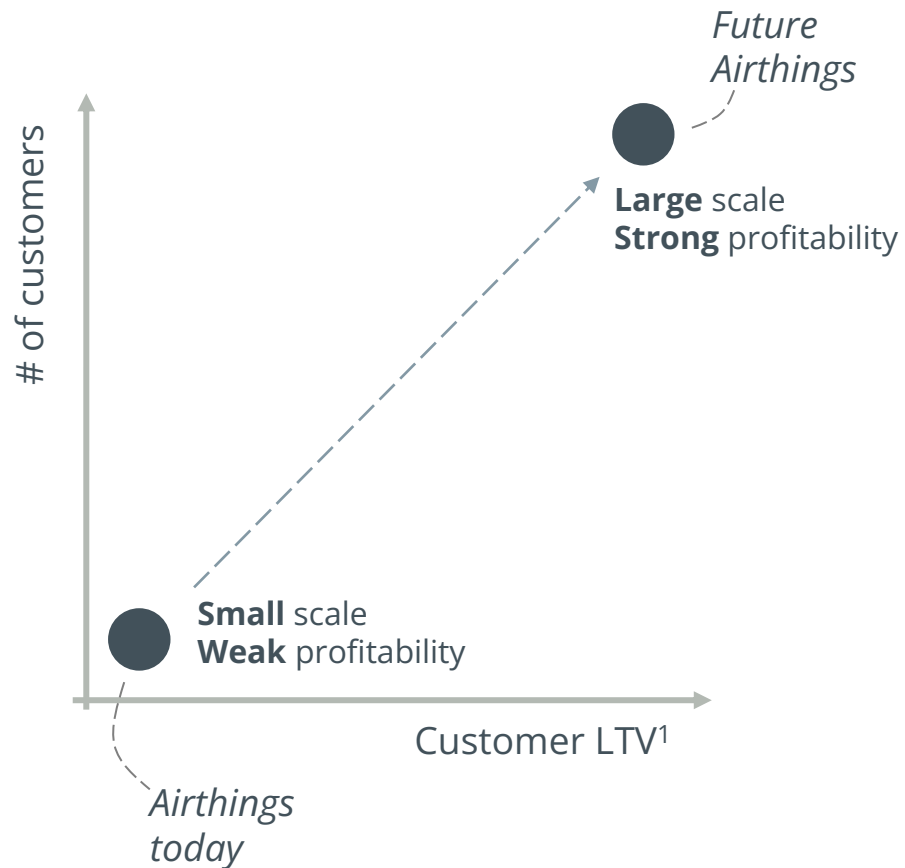 Future
Airthings
# of customers
Large scale
Strong profitability
Small scale
Weak profitability
Customer LTV¹
Airthings
today